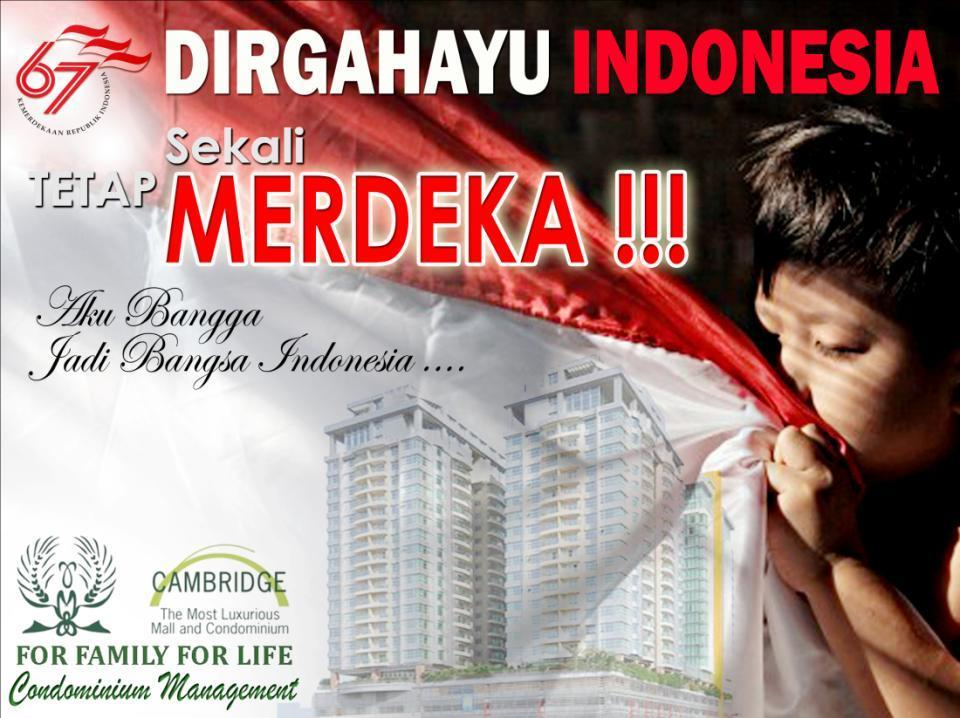 67
KEMERDEKAAN REPUBLIK INDONESIA
DIRGAHAYU INDONESIA
Sekali
TETAP MERDEKA !!!
Aku Bangga
Jadi Bangsa Indonesia ....
CAMBRIDGE
The Most Luxurious
Mall and Condominium
FOR FAMILY FOR LIFE
Condominium Management